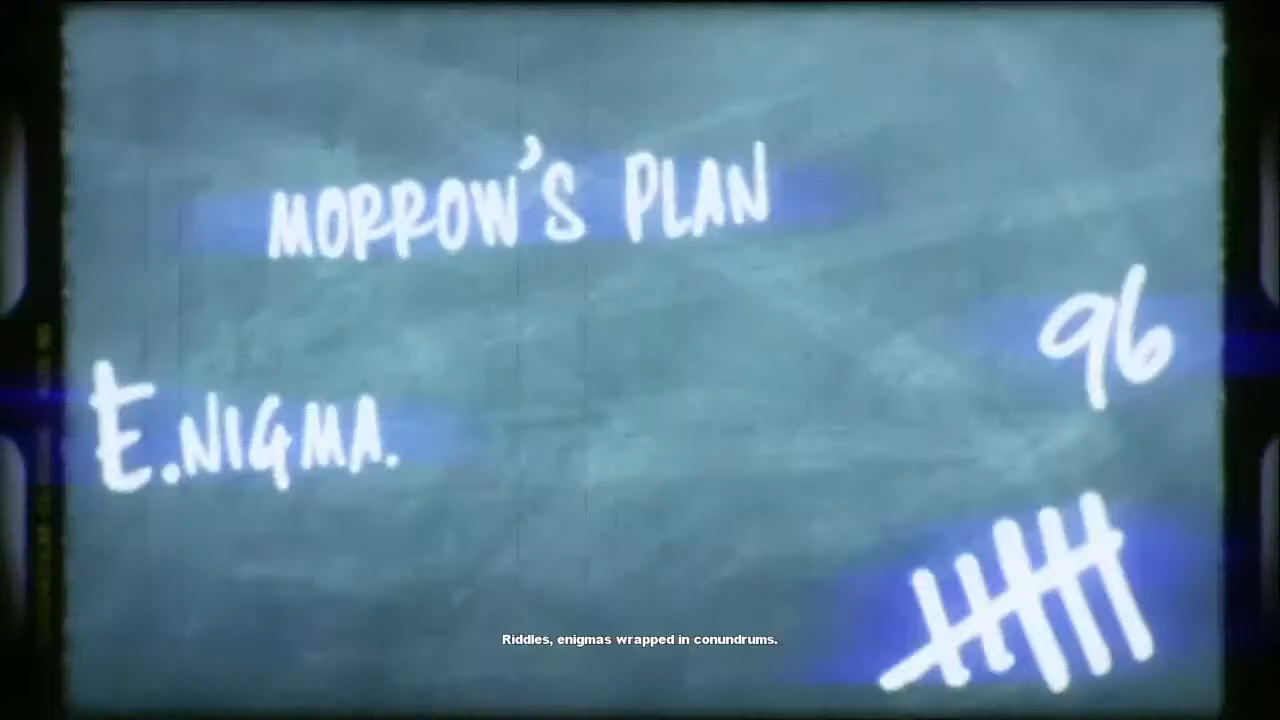 MORROW'S PLAN
96
E.NIGMA.
Riddles, enigmas wrapped in conundrums.